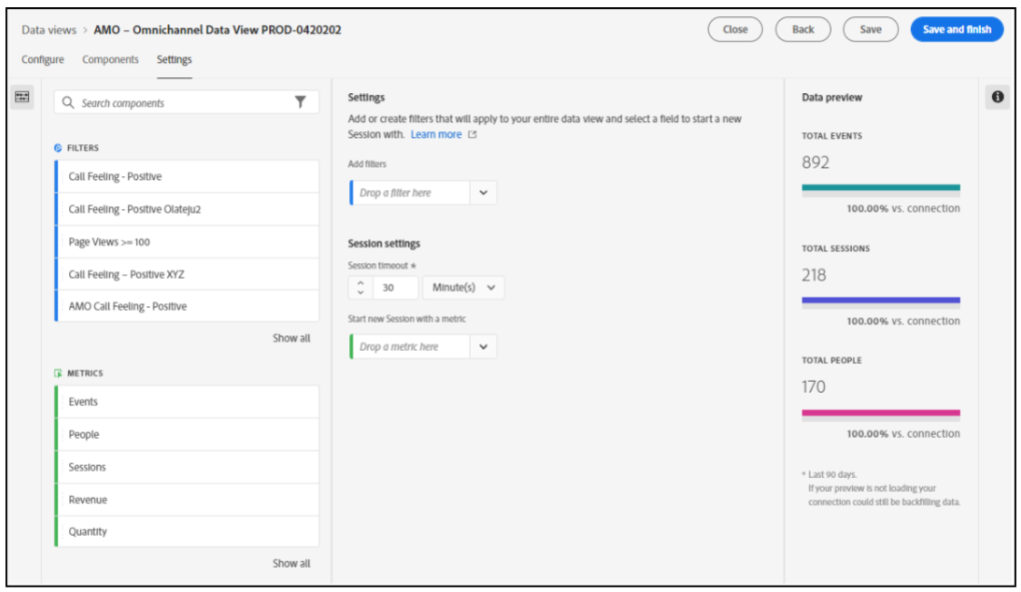 Data views > AMO – Omnichannel Data View PROD-0420202
Close
Back
Save
Save and finish
Configure
Components
Settings
Search components
FILTERS
Call Feeling - Positive
Call Feeling - Positive Olateju2
Page Views >= 100
Call Feeling – Positive XYZ
AMO Call Feeling - Positive
Show all
METRICS
Events
People
Sessions
Revenue
Quantity
Show all
Settings
Add or create filters that will apply to your entire data view and select a field to start a new
Session with. Learn more
Add filters
Drop a filter here
Session settings
Session timeout *
30
Minute(s)
Start new Session with a metric
Drop a metric here
Data preview
TOTAL EVENTS
892
100.00% vs. connection
TOTAL SESSIONS
218
100.00% vs. connection
TOTAL PEOPLE
170
100.00% vs. connection
* Last 90 days.
If your preview is not loading your
connection could still be backfilling data.